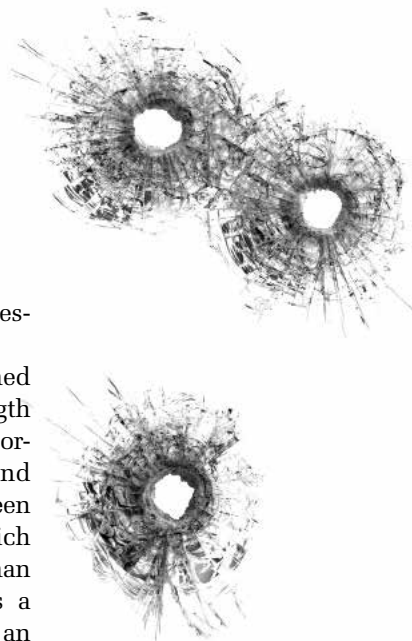 es-
ned
gth
or-
nd
een
ich
nan
s a
an